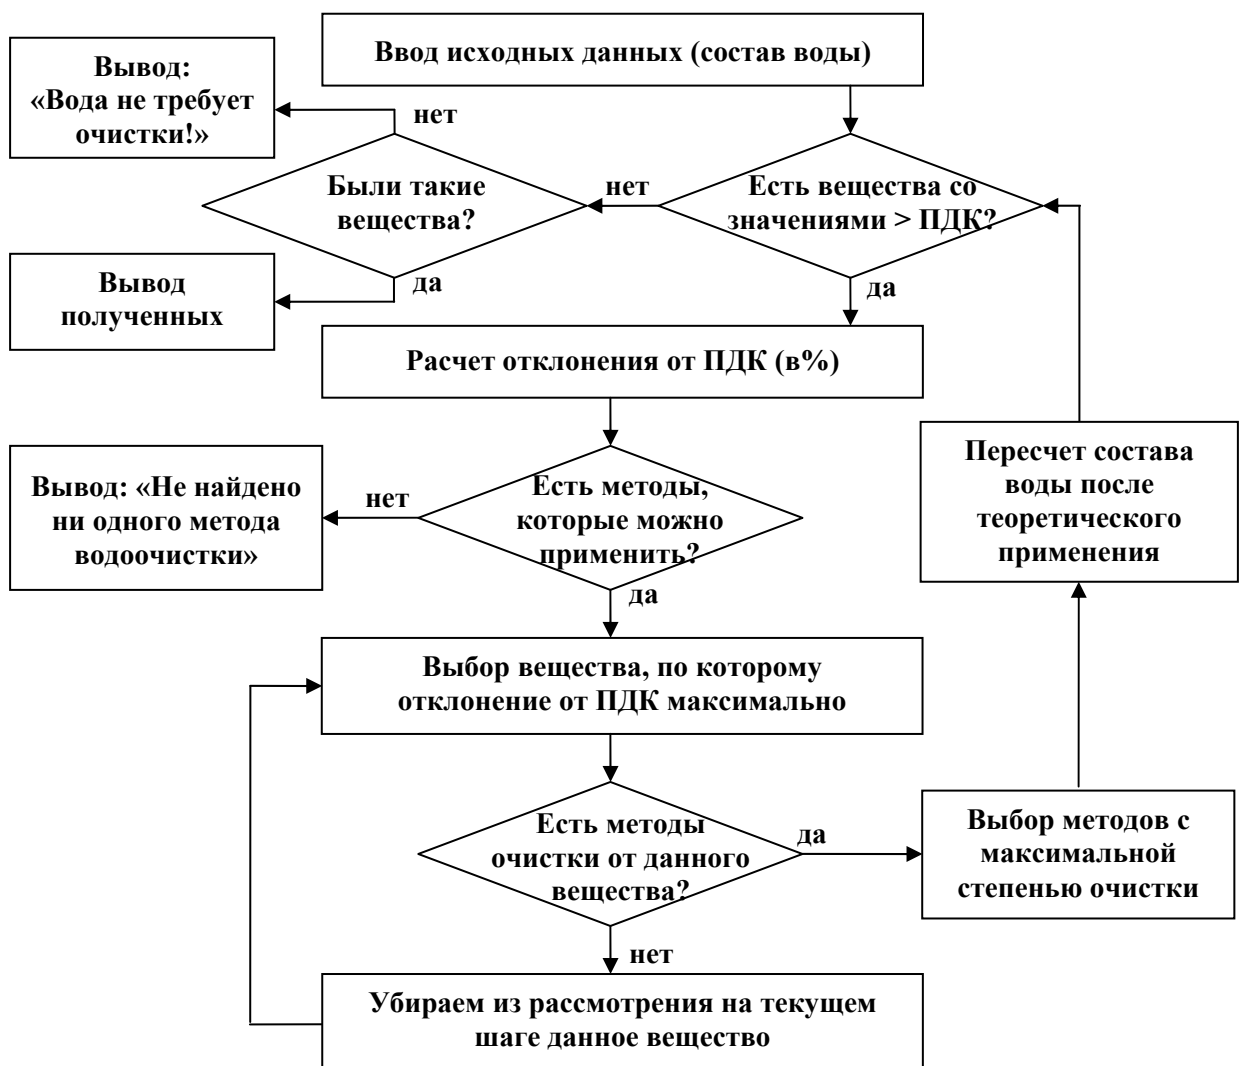 Ввод исходных данных (состав воды)
Вывод:
«Вода не требует
очистки!»
нет
Были такие
вещества?
нет
Есть вещества со
значениями > ПДК?
да
Вывод
полученных
да
Расчет отклонения от ПДК (в%)
Вывод: «Не найдено
ни одного метода
водоочистки»
нет
Есть методы,
которые можно
применить?
да
Пересчет состава
воды после
теоретического
применения
Выбор вещества, по которому
отклонение от ПДК максимально
Есть методы
очистки от данного
вещества?
да
Выбор методов с
максимальной
степенью очистки
нет
Убираем из рассмотрения на текущем
шаге данное вещество